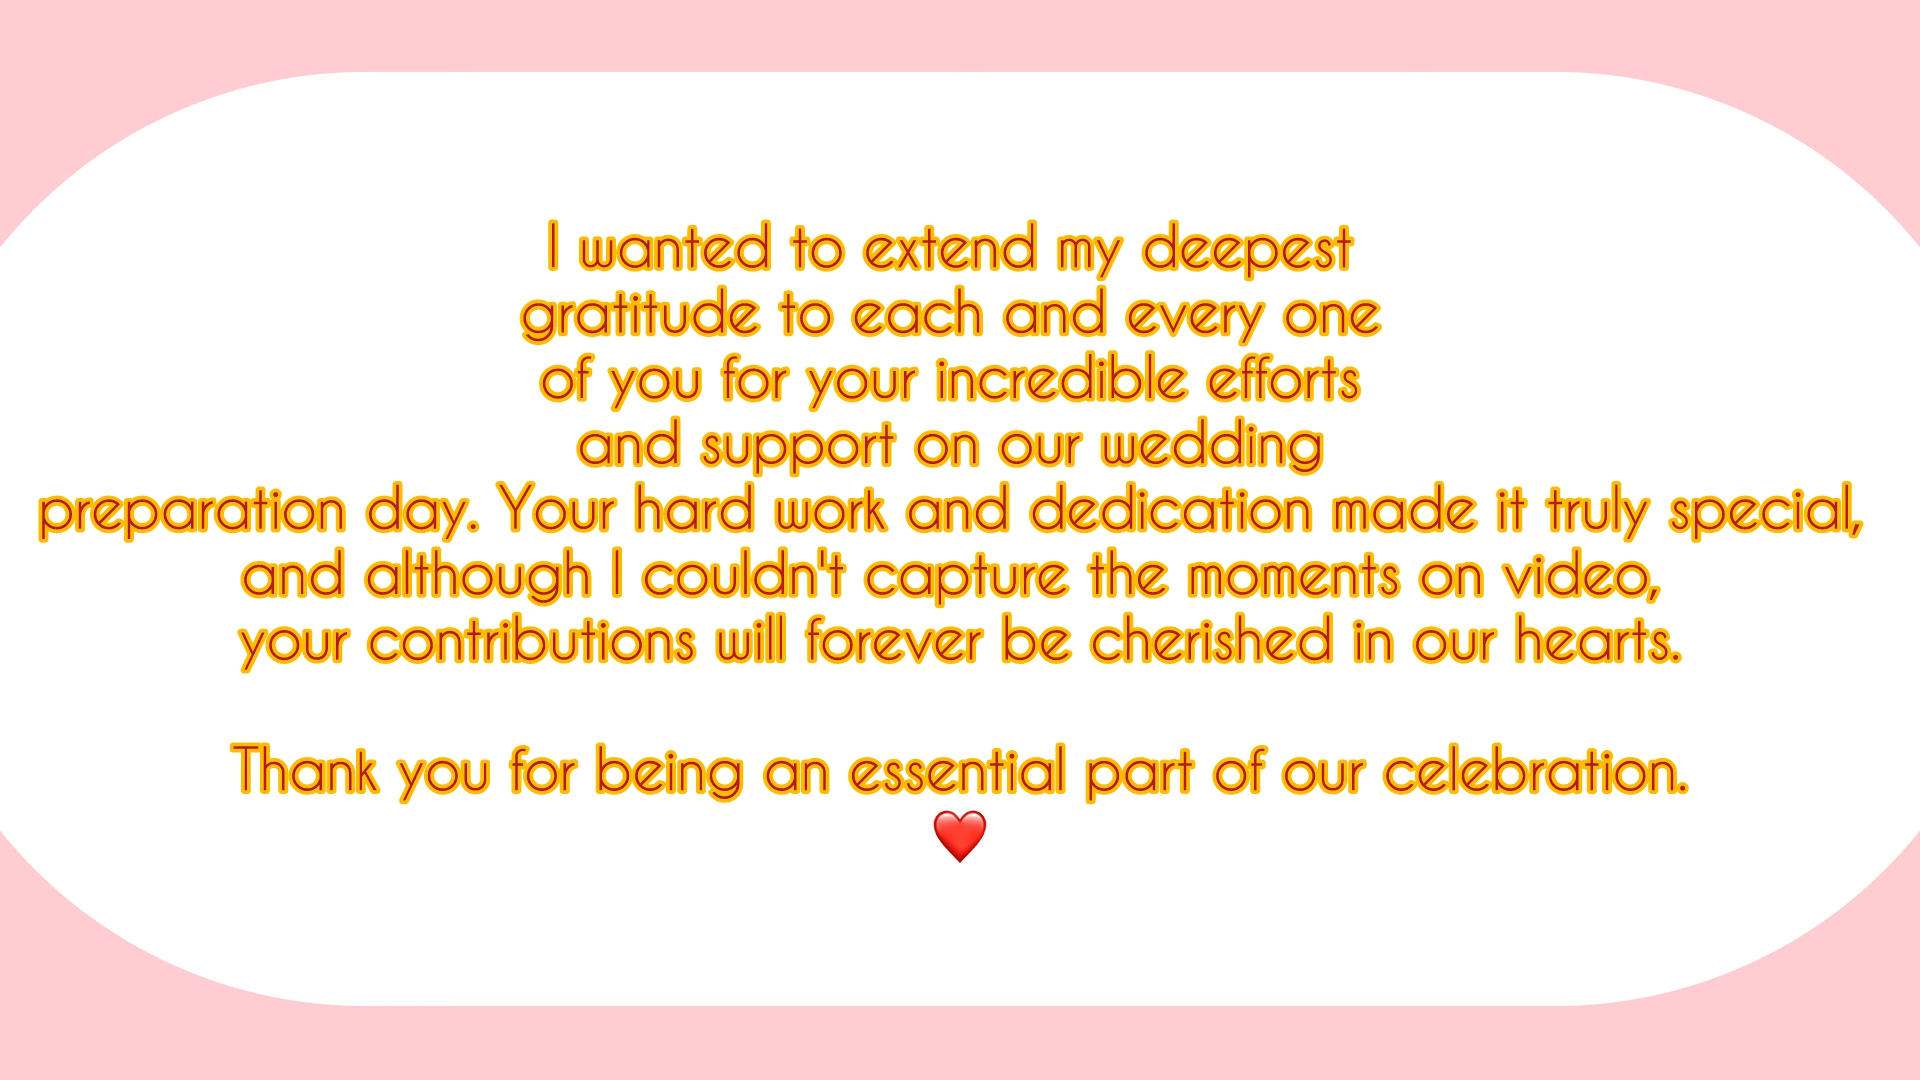 I wanted to extend my deepest
gratitude to each and every one
of you for your incredible efforts
and support on our wedding
preparation day. Your hard work and dedication made it truly special,
and although I couldn't capture the moments on video,
your contributions will forever be cherished in our hearts.
Thank you for being an essential part of our celebration.
❤️